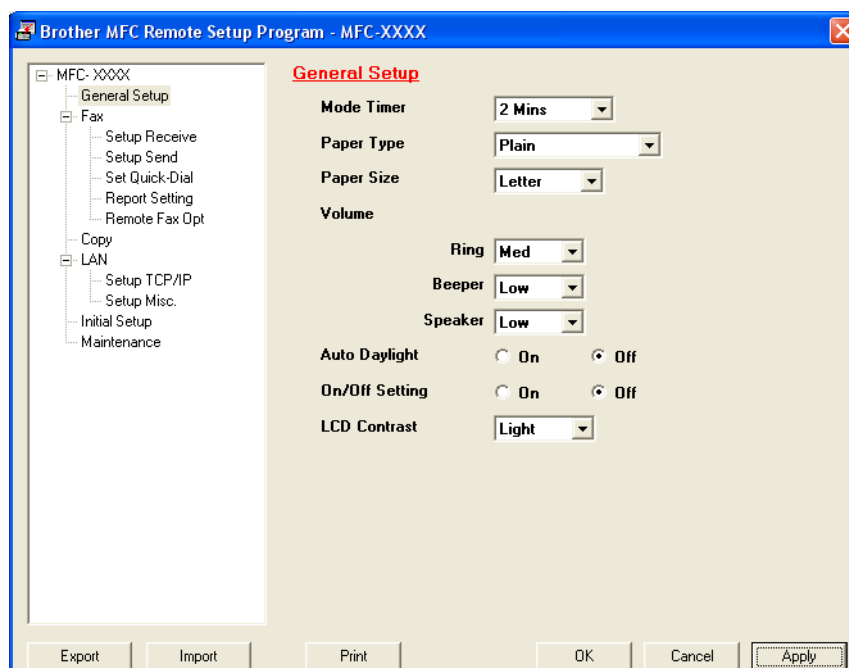 Brother MFC Remote Setup Program - MFC-XXXX
MFC- XXXX
General Setup
Fax
Setup Receive
Setup Send
Set Quick-Dial
Report Setting
Remote Fax Opt
Copy
LAN
Setup TCP/IP
Setup Misc.
Initial Setup
Maintenance
General Setup
Mode Timer 2 Mins
Paper Type Plain
Paper Size Letter
Volume
Ring Med
Beeper Low
Speaker Low
Auto Daylight On Off
On/Off Setting On Off
LCD Contrast Light
Export Import Print OK Cancel Apply